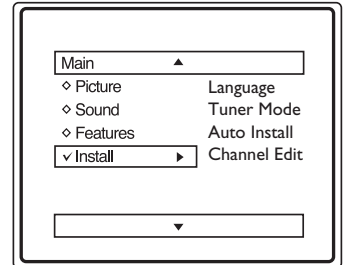 Main
Picture
Language
Sound
Tuner Mode
Features
Auto Install
Install
Channel Edit